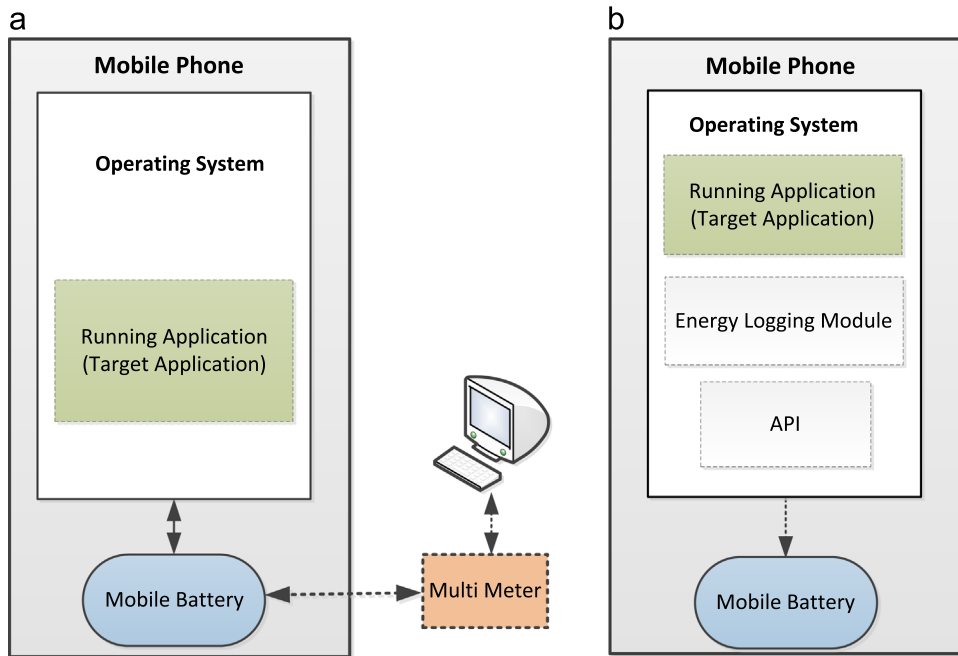 a
Mobile Phone
Operating System
Running Application
(Target Application)
Mobile Battery
Multi Meter
b
Mobile Phone
Operating System
Running Application
(Target Application)
Energy Logging Module
API
Mobile Battery